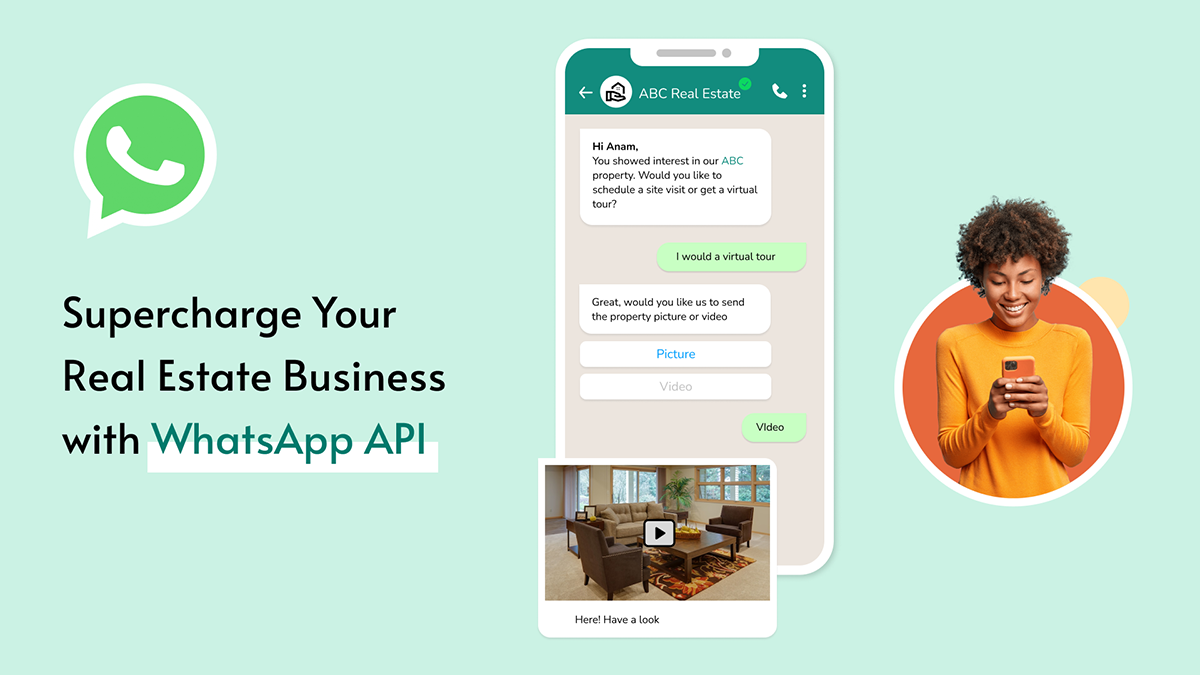 Supercharge Your
Real Estate Business
with WhatsApp API
ABC Real Estate
Hi Anam,
You showed interest in our ABC
property. Would you like to
schedule a site visit or get a virtual
tour?
I would a virtual tour
Great, would you like us to send
the property picture or video
Picture
Video
VIdeo
Here! Have a look